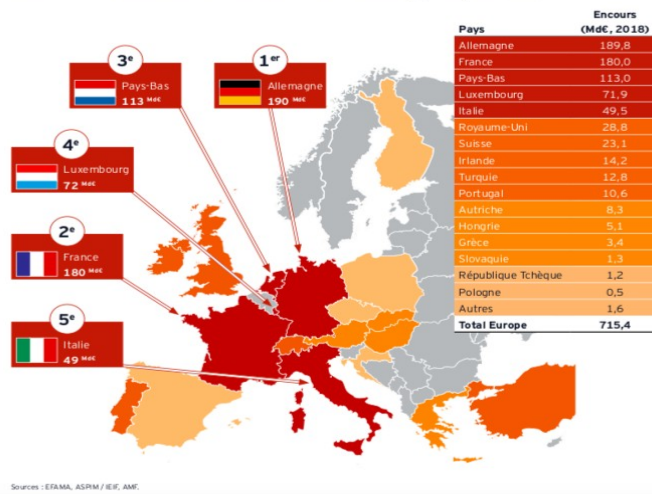 3e
Pays-Bas
113 Md€
1er
Allemagne
190 Md€
4e
Luxembourg
72 Md€
2e
France
180 Md€
5e
Italie
49 Md€
Pays Encours (Md€, 2018)
Allemagne 189,8
France 180,0
Pays-Bas 113,0
Luxembourg 71,9
Italie 49,5
Royaume-Uni 28,8
Suisse 23,1
Irlande 14,2
Turquie 12,8
Portugal 10,6
Autriche 8,3
Hongrie 5,1
Grèce 3,4
Slovaquie 1,3
République Tchèque 1,2
Pologne 0,5
Autres 1,6
Total Europe 715,4
Sources : EFAMA, ASPIM / IEIF, AMF.